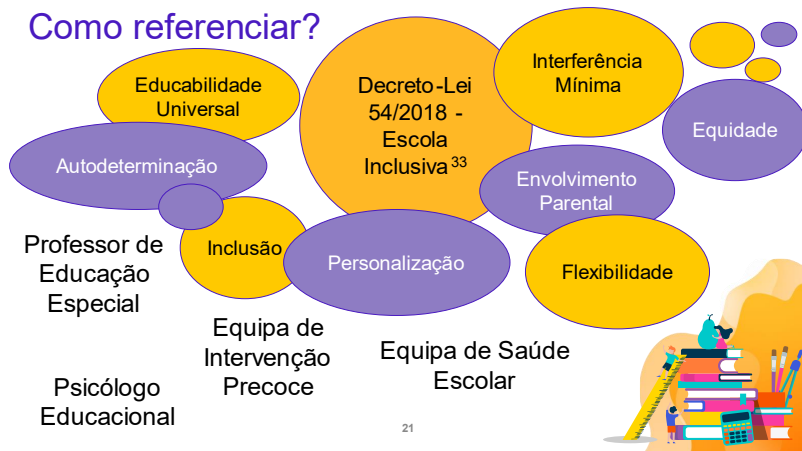 Como referenciar?
Educabilidade
Universal
Decreto-Lei
54/2018 -
Escola
Inclusiva 33
Interferência
Mínima
Equidade
Autodeterminação
Envolvimento
Parental
Inclusão
Personalização
Flexibilidade
Professor de
Educação
Especial
Equipa de
Intervenção
Precoce
Equipa de Saúde
Escolar
Psicólogo
Educacional
21